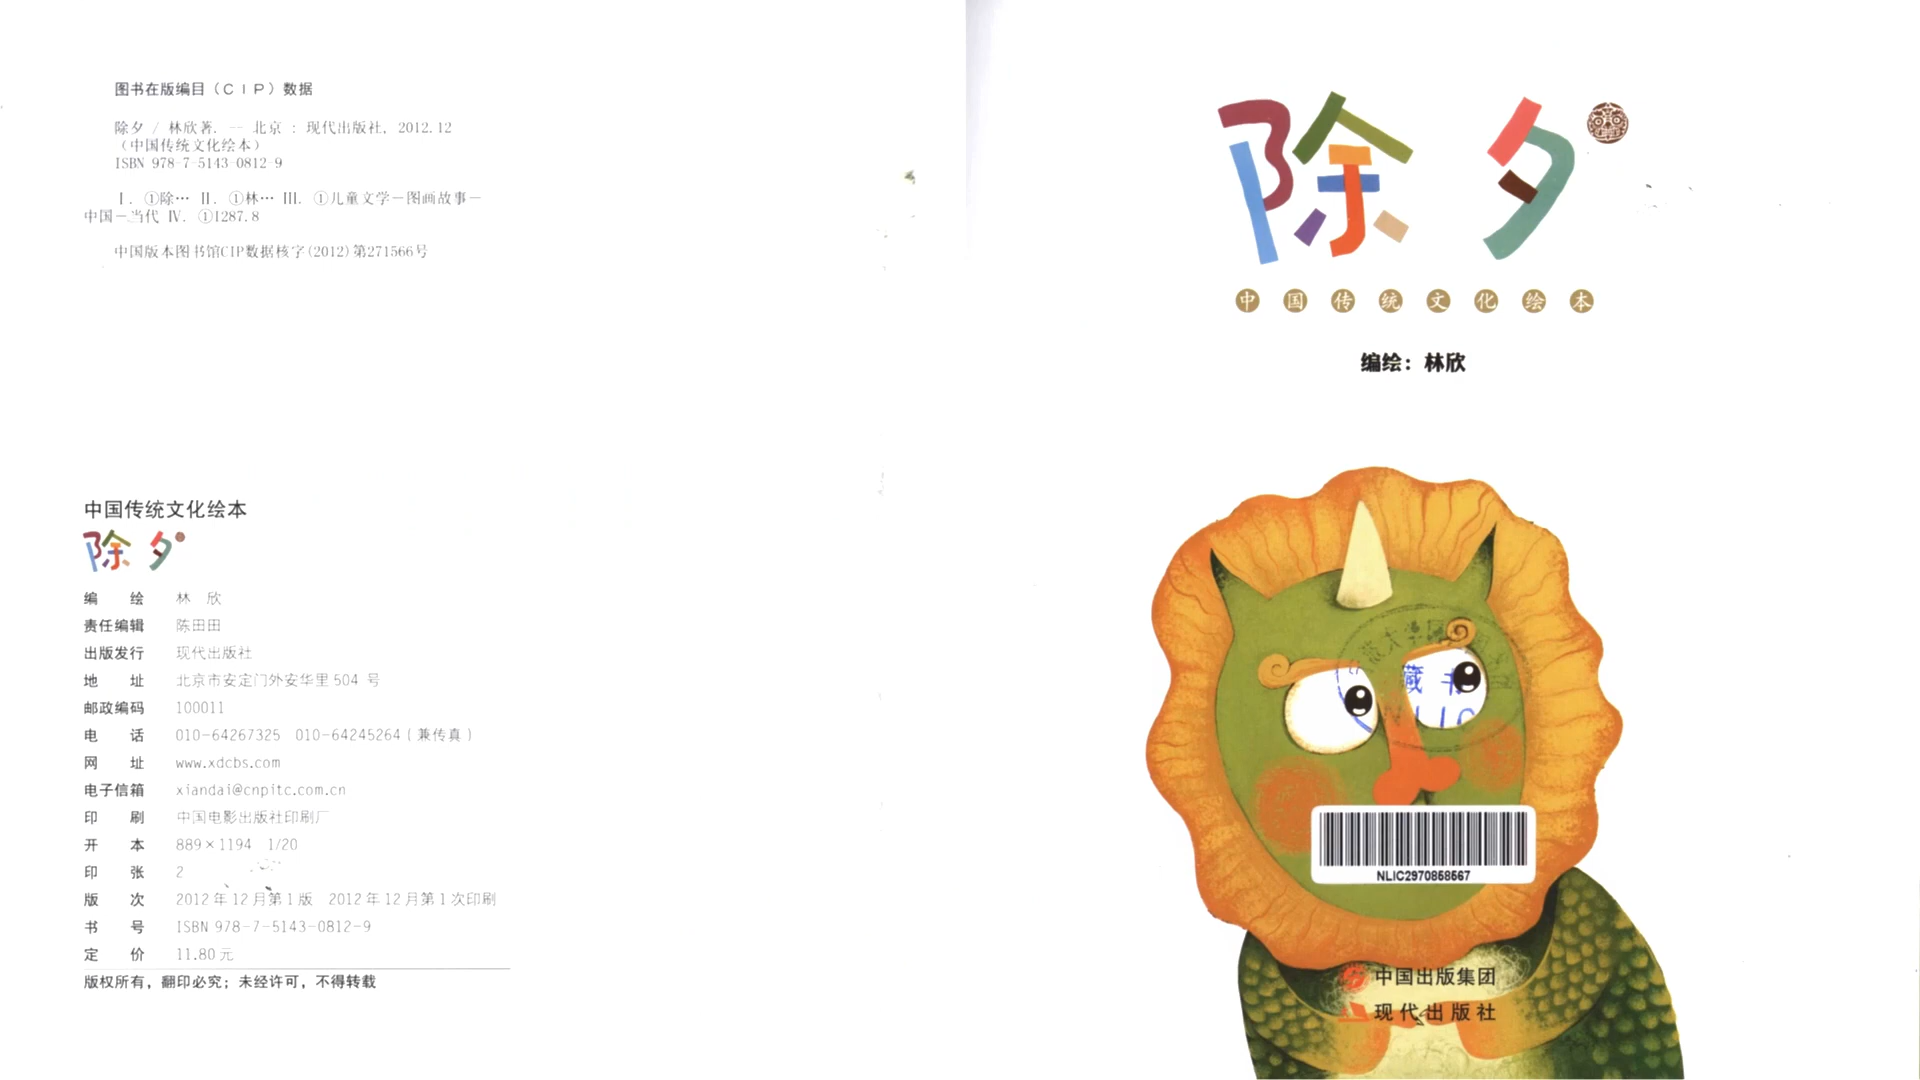 图书在版编目（CIP）数据
除夕 / 林欣著. -- 北京 : 现代出版社, 2012.12
（中国传统文化绘本）
ISBN 978-7-5143-0812-9
Ⅰ. ①除… Ⅱ. ①林… Ⅲ. ①儿童文学－图画故事－
中国－当代 Ⅳ. ①I287.8
中国版本图书馆CIP数据核字(2012)第271566号
中国传统文化绘本
除夕
编 绘 林 欣
责任编辑 陈田田
出版发行 现代出版社
地 址 北京市安定门外安华里504 号
邮政编码 100011
电 话 010-64267325 010-64245264（兼传真）
网 址 www.xdcbs.com
电子信箱 xiandai@cnpitc.com.cn
印 刷 中国电影出版社印刷厂
开 本 889×1194 1/20
印 张 2
版 次 2012年12月第1版 2012年12月第1次印刷
书 号 ISBN 978-7-5143-0812-9
定 价 11.80元
版权所有，翻印必究；未经许可，不得转载
除夕
中国传统文化绘本
编绘：林欣
藏书
NLIC
NLIC2970858567
中国出版集团
现代出版社